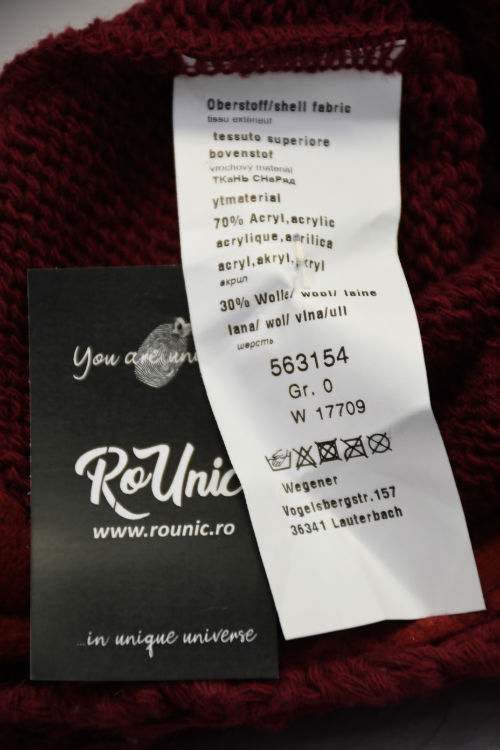 Oberstoff/shell fabric
tissu extérieur
tessuto superiore
bovenstof
vrochový materiál
ТКаНЬ СНаРяд
ytmaterial
70% Acryl,acrylic
acrylique,acrilica
acryl,akryl,akryl
акрил
30% Wolle/ wool/ laine
lana/ wol/ vlna/ull
шерсть
563154
Gr. 0
W 17709
Wegener
Vogelsbergstr.157
36341 Lauterbach
You are
RoUnic
www.rounic.ro
...in unique universe